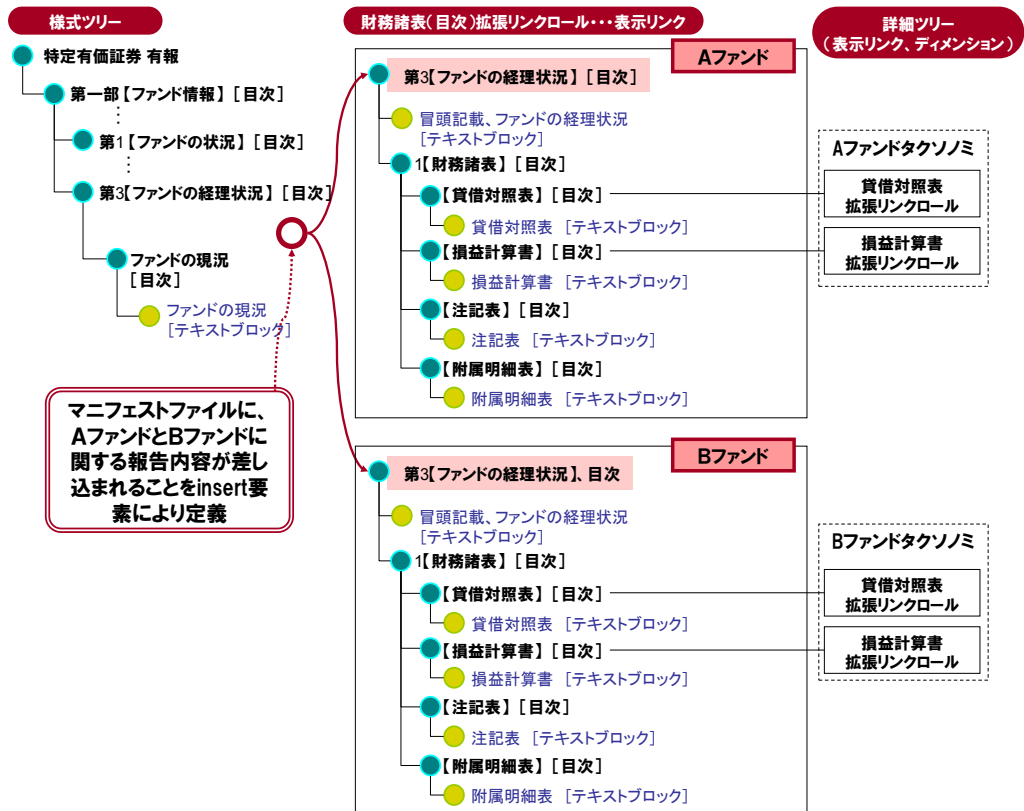 様式ツリー
特定有価証券 有報
第一部【ファンド情報】［目次］
⋮
第1【ファンドの状況】［目次］
⋮
第3【ファンドの経理状況】［目次］
ファンドの現況
［目次］
ファンドの現況
［テキストブロック］
マニフェストファイルに、
AファンドとBファンドに
関する報告内容が差し
込まれることをinsert要
素により定義
財務諸表（目次）拡張リンクロール・・・表示リンク
Aファンド
第3【ファンドの経理状況】［目次］
冒頭記載、ファンドの経理状況
［テキストブロック］
1【財務諸表】［目次］
【貸借対照表】［目次］
貸借対照表 ［テキストブロック］
【損益計算書】［目次］
損益計算書 ［テキストブロック］
【注記表】［目次］
注記表 ［テキストブロック］
【附属明細表】［目次］
附属明細表 ［テキストブロック］
Bファンド
第3【ファンドの経理状況】、目次
冒頭記載、ファンドの経理状況
［テキストブロック］
1【財務諸表】［目次］
【貸借対照表】［目次］
貸借対照表 ［テキストブロック］
【損益計算書】［目次］
損益計算書 ［テキストブロック］
【注記表】［目次］
注記表 ［テキストブロック］
【附属明細表】［目次］
附属明細表 ［テキストブロック］
詳細ツリー
（表示リンク、ディメンション）
Aファンドタクソノミ
貸借対照表
拡張リンクロール
損益計算書
拡張リンクロール
Bファンドタクソノミ
貸借対照表
拡張リンクロール
損益計算書
拡張リンクロール